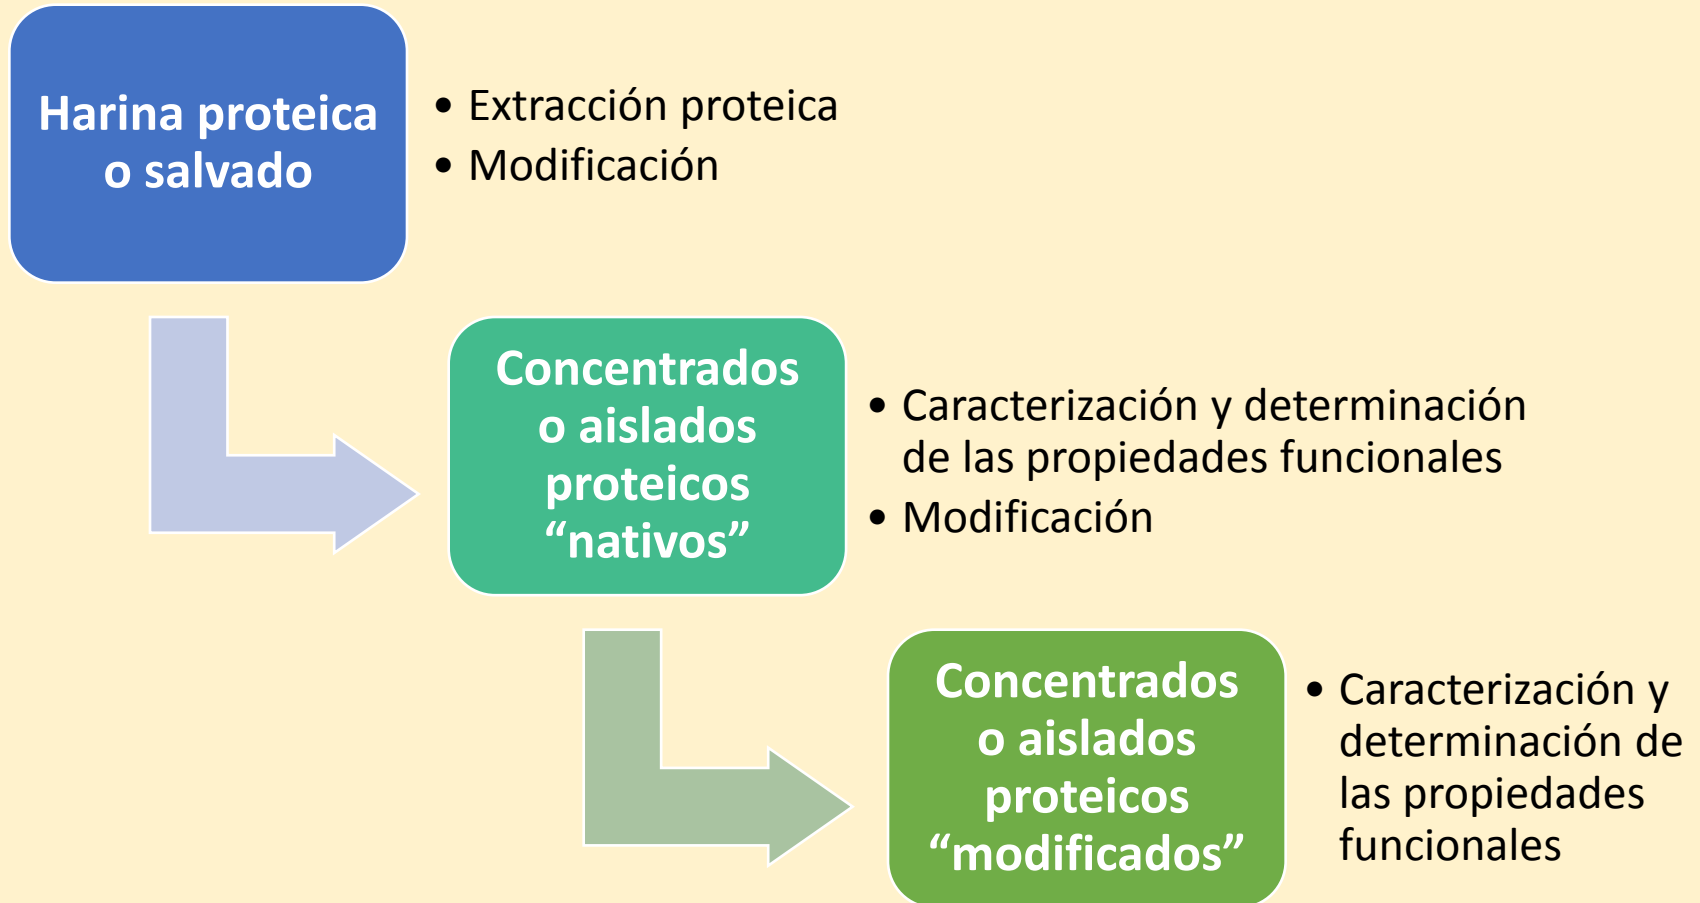 Harina proteica
o salvado
• Extracción proteica
• Modificación
Concentrados
o aislados
proteicos
“nativos”
• Caracterización y determinación
de las propiedades funcionales
• Modificación
Concentrados
o aislados
proteicos
“modificados”
• Caracterización y
determinación de
las propiedades
funcionales